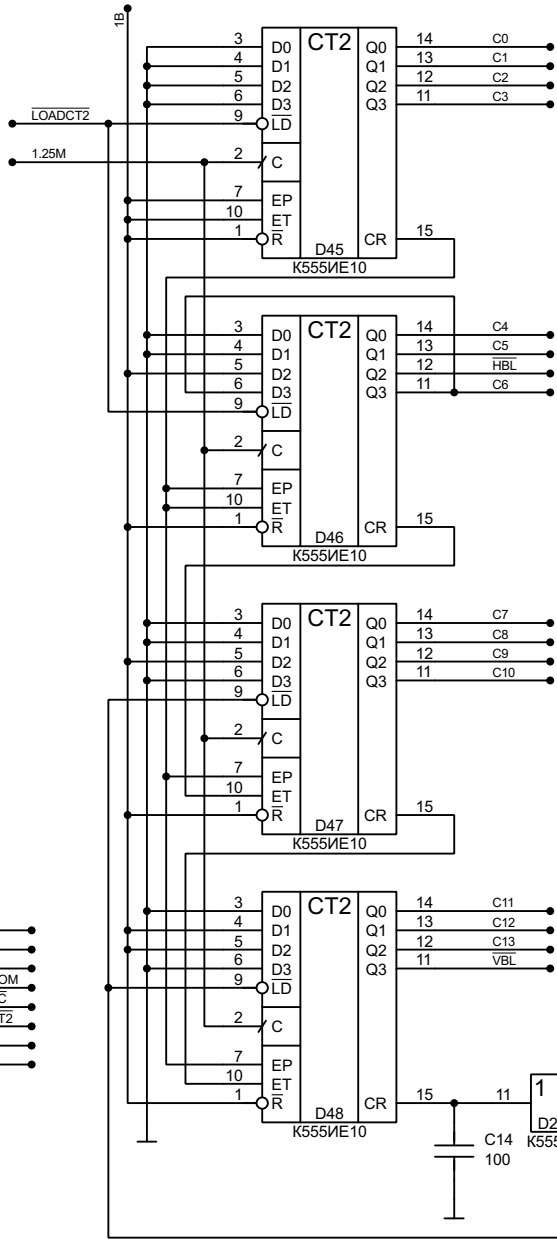 1В
3 D0 CT2 Q0 14 C0
4 D1 Q1 13 C1
5 D2 Q2 12 C2
6 D3 Q3 11 C3
LOADCT2 9 LD
1.25M 2 C
7 EP
10 ET
1 R CR 15
D45
К555ИЕ10
3 D0 CT2 Q0 14 C4
4 D1 Q1 13 C5
5 D2 Q2 12 HBL
6 D3 Q3 11 C6
9 LD
2 C
7 EP
10 ET
1 R CR 15
D46
К555ИЕ10
3 D0 CT2 Q0 14 C7
4 D1 Q1 13 C8
5 D2 Q2 12 C9
6 D3 Q3 11 C10
9 LD
2 C
7 EP
10 ET
1 R CR 15
D47
К555ИЕ10
3 D0 CT2 Q0 14 C11
4 D1 Q1 13 C12
5 D2 Q2 12 C13
6 D3 Q3 11 VBL
OM 9 LD
C
T2 2 C
7 EP
10 ET
1 R CR 15 11 1
D48 D2
К555ИЕ10 К555
C14
100